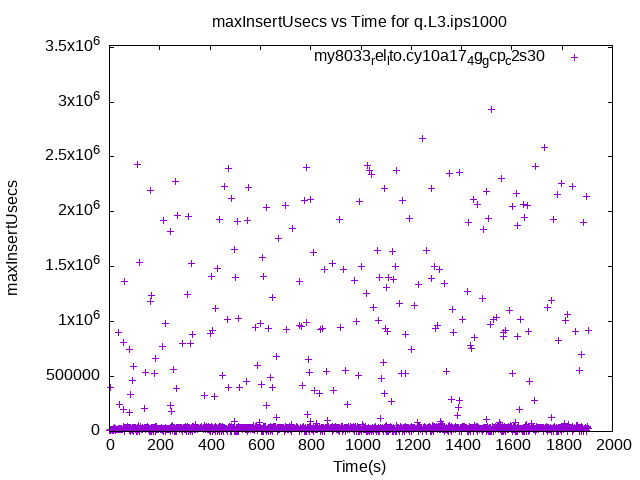 maxInsertUsecs vs Time for q.L3.ips1000
3.5x10^6
my8033_rel_lto.cy10a17_4g_gcp_c2s30
3x10^6
2.5x10^6
2x10^6
1.5x10^6
1x10^6
500000
0
maxInsertUsecs
0 200 400 600 800 1000 1200 1400 1600 1800 2000
Time(s)